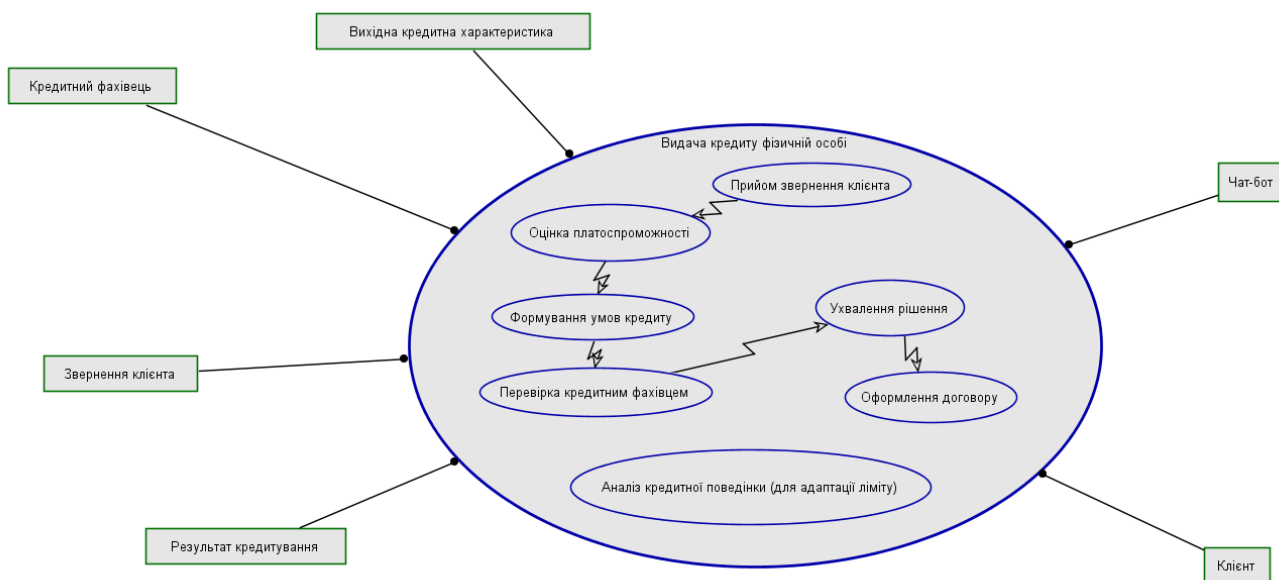 Вихідна кредитна характеристика
Кредитний фахівець
Видача кредиту фізичній особі
Прийом звернення клієнта
Чат-бот
Оцінка платоспроможності
Формування умов кредиту
Ухвалення рішення
Звернення клієнта
Перевірка кредитним фахівцем
Оформлення договору
Аналіз кредитної поведінки (для адаптації ліміту)
Результат кредитування
Клієнт